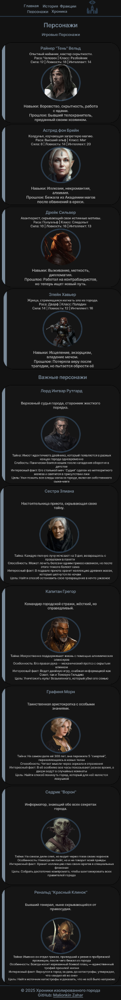 Главная История Фракции
Персонажи Хроника
Персонажи
Игровые Персонажи
Райнер "Тень" Вельд
Опытный наёмник, мастер скрытности.
Раса: Человек | Класс: Разбойник
Сила: 12 | Ловкость: 18 | Интеллект: 14
Навыки: Воровство, скрытность, работа
с ядами.
Прошлое: Бывший телохранитель,
преданный своим хозяином.
Астрид фон Брейн
Колдунья, изучающая запретную магию.
Раса: Высший эльф | Класс: Маг
Сила: 8 | Ловкость: 14 | Интеллект: 20
Навыки: Иллюзии, некромантия,
алхимия.
Прошлое: Бежала из Академии магов
после обвинений в ереси.
Дрейк Сильвер
Авантюрист, скрывающий свои истинные мотивы.
Раса: Полуэльф | Класс: Следопыт
Сила: 10 | Ловкость: 16 | Интеллект: 13
Навыки: Выживание, меткость,
дипломатия.
Прошлое: Работал на контрабандистов,
но теперь ищет новый путь.
Элейн Хавьер
Жрица, стремящаяся изгнать зло из города.
Раса: Дварф | Класс: Паладин
Сила: 14 | Ловкость: 12 | Интеллект: 16
Навыки: Исцеление, экзорцизм,
владение мечом.
Прошлое: Потеряла веру после
трагедии, но пытается обрести её
Важные персонажи
Лорд Ингвар Рутгард
Верховный судья города, сторонник жесткого
порядка.
Тайна: Имеет идентичного двойника, который появляется в разных
концах города одновременно
Слабость: Панически боится кошек после нападения оборотня в
детстве
Интересный факт: Его стальной меч "Судия" сделан из метеоритного
железа и светится в присутствии лжи
Цель: Уничтожить все следы магии в городе, включая собственного
сына-мага
Сестра Элиана
Настоятельница приюта, скрывающая свою
тайну.
Тайна: Каждую полную луну исчезает на 3 дня, возвращаясь с
провалами в памяти
Способность: Может лечить болезни одним прикосновением, но после
этого тяжело болеет сама
Интересный факт: В подвале приюта хранит коллекцию древних масок,
которые шепчутся по ночам
Цель: Найти способ остановить свое превращение в нечто ужасное
Капитан Грегор
Командир городской стражи, жёсткий, но
справедливый.
Тайна: Искусственно поддерживает жизнь с помощью алхимических
эликсиров
Особенность: Его правая рука — механический протез с скрытым
клинком
Интересный факт: Ведет двойную игру, снабжая информацией как
Совет, так и Теневую Гильдию
Цель: Уничтожить культ Безымянного, который убил его семью
Графиня Морн
Таинственная аристократка с особыми
знаниями.
Тайна: На самом деле ей 300 лет, она пережила 5 "смертей",
перевоплощаясь в новых телах
Способность: Читает мысли через зеркала и отражения
Интересный факт: В её особняке все часы показывают разное время, а
двери ведут в случайные комнаты
Цель: Найти способ покинуть город, который для неё является
ловушкой
Седрик "Ворон"
Информатор, знающий обо всех секретах
города.
Тайна: На самом деле слеп, но видит через глаза своих воронов
Особенность: Никогда не лжёт, но и не говорит всей правды
Интересный факт: Хранит коллекцию глаз своих врагов в специальных
флаконах
Цель: Собрать достаточно компромата, чтобы шантажировать всех
правителей города
Ренальд "Красный Клинок"
Бывший генерал, ныне скрывающийся от
правосудия.
Тайна: Именно он отдал приказ, приведший к резне в прибрежной
провинции, после чего бежал из города
Особенность: Всегда носит изрезанный боевой плащ — единственный
трофей прошлой жизни
Интересный факт: Вернулся в город за день до катастрофы, утверждая,
что «видел её во сне»
Цель: Найти источник катастрофы и доказать, что не всё было напрасно
© 2025 Хроники изолированного города
GitHub: Malionkin Zahar